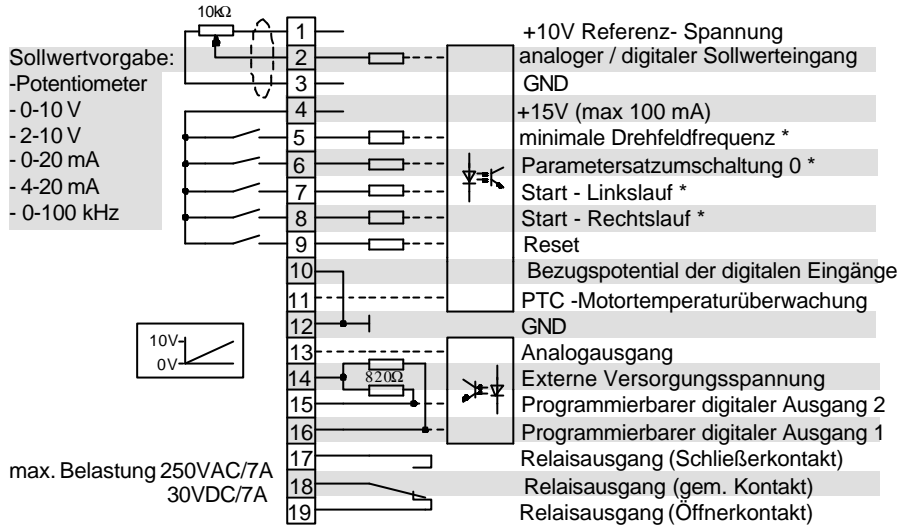 10kΩ
Sollwertvorgabe:
-Potentiometer
- 0-10 V
- 2-10 V
- 0-20 mA
- 4-20 mA
- 0-100 kHz
1 +10V Referenz- Spannung
2 analoger / digitaler Sollwerteingang
3 GND
4 +15V (max 100 mA)
5 minimale Drehfeldfrequenz *
6 Parametersatzumschaltung 0 *
7 Start - Linkslauf *
8 Start - Rechtslauf *
9 Reset
10 Bezugspotential der digitalen Eingänge
11 PTC -Motortemperaturüberwachung
12 GND
10V
0V
13 Analogausgang
14 820Ω Externe Versorgungsspannung
15 Programmierbarer digitaler Ausgang 2
16 Programmierbarer digitaler Ausgang 1
17 Relaisausgang (Schließerkontakt)
max. Belastung 250VAC/7A
30VDC/7A
18 Relaisausgang (gem. Kontakt)
19 Relaisausgang (Öffnerkontakt)